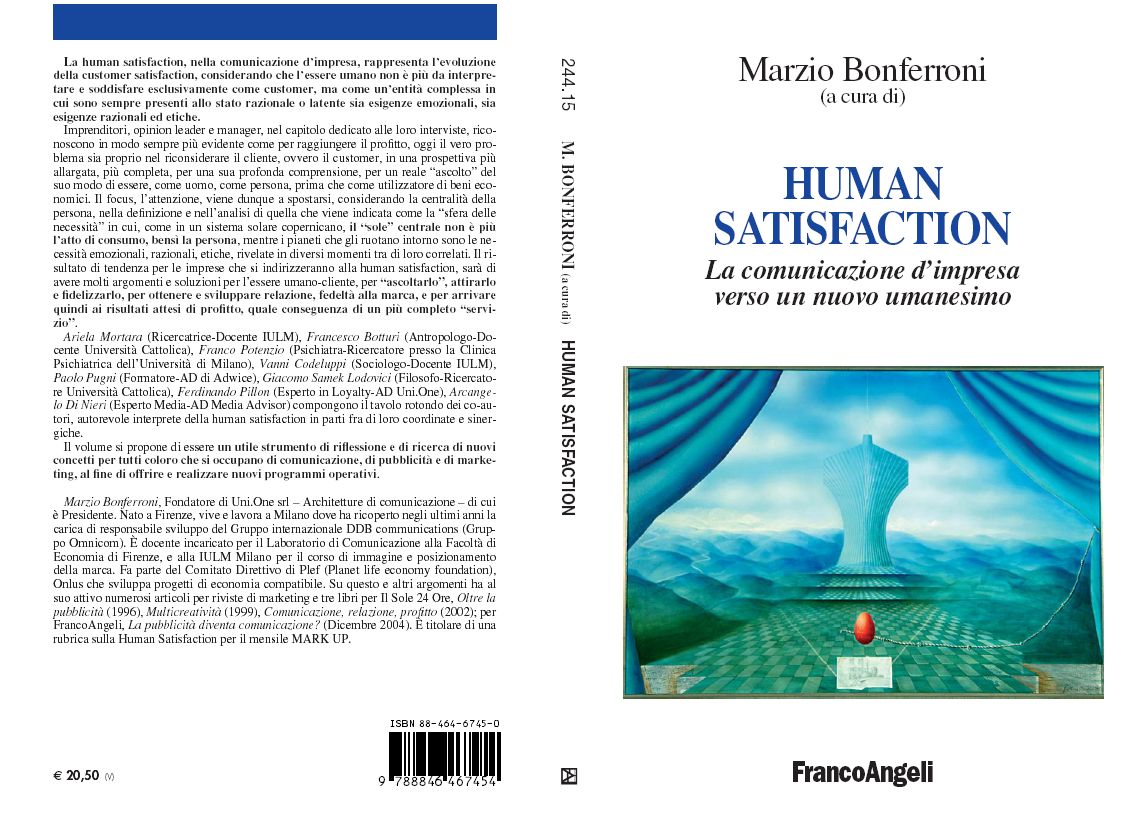 La human satisfaction, nella comunicazione d'impresa, rappresenta l'evoluzione
della customer satisfaction, considerando che l'essere umano non è più da interpre-
tare e soddisfare esclusivamente come customer, ma come un'entità complessa in
cui sono sempre presenti allo stato razionale o latente sia esigenze emozionali, sia
esigenze razionali ed etiche.
Imprenditori, opinion leader e manager, nel capitolo dedicato alle loro interviste, rico-
noscono in modo sempre più evidente come per raggiungere il profitto, oggi il vero pro-
blema sia proprio nel riconsiderare il cliente, ovvero il customer, in una prospettiva più
allargata, più completa, per una sua profonda comprensione, per un reale "ascolto" del
suo modo di essere, come uomo, come persona, prima che come utilizzatore di beni eco-
nomici. Il focus, l'attenzione, viene dunque a spostarsi, considerando la centralità della
persona, nella definizione e nell'analisi di quella che viene indicata come la "sfera delle
necessità" in cui, come in un sistema solare copernicano, il "sole" centrale non è più
l'atto di consumo, bensì la persona, mentre i pianeti che gli ruotano intorno sono le ne-
cessità emozionali, razionali, etiche, rivelate in diversi momenti tra di loro correlati. Il ri-
sultato di tendenza per le imprese che si indirizzeranno alla human satisfaction, sarà di
avere molti argomenti e soluzioni per l'essere umano-cliente, per "ascoltarlo", attirarlo
e fidelizzarlo, per ottenere e sviluppare relazione, fedeltà alla marca, e per arrivare
quindi ai risultati attesi di profitto, quale conseguenza di un più completo "servi-
zio".
Ariela Mortara (Ricercatrice-Docente IULM), Francesco Botturi (Antropologo-Do-
cente Università Cattolica), Franco Potenzio (Psichiatra-Ricercatore presso la Clinica
Psichiatrica dell'Università di Milano), Vanni Codeluppi (Sociologo-Docente IULM),
Paolo Pugni (Formatore-AD di Adwice), Giacomo Samek Lodovici (Filosofo-Ricercato-
re Università Cattolica), Ferdinando Pillon (Esperto in Loyalty-AD Uni.One), Arcange-
lo Di Nieri (Esperto Media-AD Media Advisor) compongono il tavolo rotondo dei co-au-
tori, autorevole interprete della human satisfaction in parti fra di loro coordinate e siner-
giche.
Il volume si propone di essere un utile strumento di riflessione e di ricerca di nuovi
concetti per tutti coloro che si occupano di comunicazione, di pubblicità e di marke-
ting, al fine di offrire e realizzare nuovi programmi operativi.
Marzio Bonferroni, Fondatore di Uni.One srl – Architetture di comunicazione – di cui
è Presidente. Nato a Firenze, vive e lavora a Milano dove ha ricoperto negli ultimi anni la
carica di responsabile sviluppo del Gruppo internazionale DDB communications (Grup-
po Omnicom). È docente incaricato per il Laboratorio di Comunicazione alla Facoltà di
Economia di Firenze, e alla IULM Milano per il corso di immagine e posizionamento
della marca. Fa parte del Comitato Direttivo di Plef (Planet life economy foundation),
Onlus che sviluppa progetti di economia compatibile. Su questo e altri argomenti ha al
suo attivo numerosi articoli per riviste di marketing e tre libri per Il Sole 24 Ore, Oltre la
pubblicità (1996), Multicreatività (1999), Comunicazione, relazione, profitto (2002); per
FrancoAngeli, La pubblicità diventa comunicazione? (Dicembre 2004). È titolare di una
rubrica sulla Human Satisfaction per il mensile MARK UP.
€ 20,50 (V)
ISBN 88-464-6745-0
9 788846 467454
244.15 M. BONFERRONI (a cura di) HUMAN SATISFACTION
Marzio Bonferroni
(a cura di)
HUMAN
SATISFACTION
La comunicazione d'impresa
verso un nuovo umanesimo
FrancoAngeli